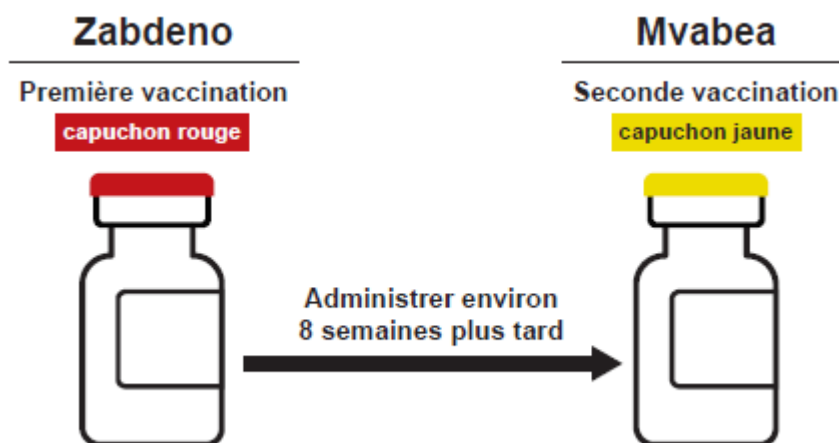 Zabdeno
Première vaccination
capuchon rouge
Mvabea
Seconde vaccination
capuchon jaune
Administrer environ
8 semaines plus tard